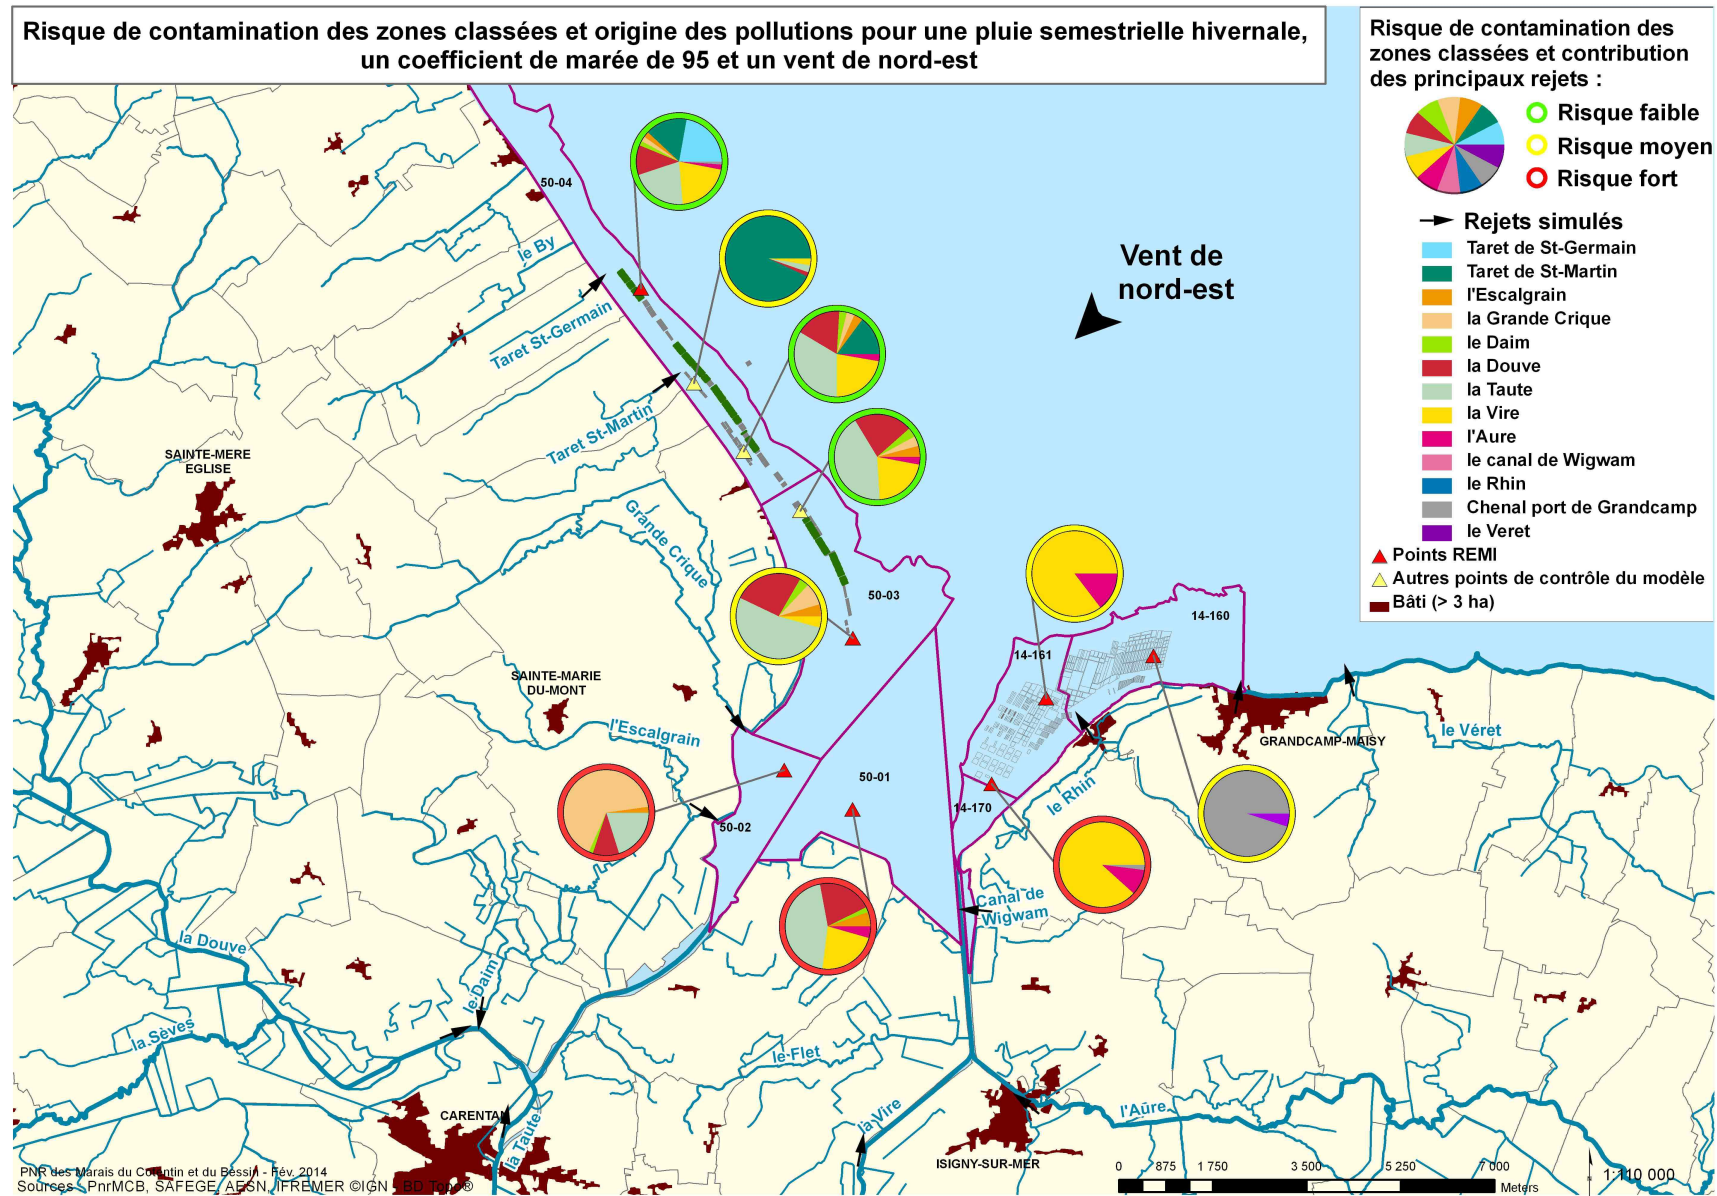 Risque de contamination des zones classées et origine des pollutions pour une pluie semestrielle hivernale,
un coefficient de marée de 95 et un vent de nord-est
Risque de contamination des
zones classées et contribution
des principaux rejets :
Risque faible
Risque moyen
Risque fort
Rejets simulés
Taret de St-Germain
Taret de St-Martin
l'Escalgrain
la Grande Crique
le Daim
la Douve
la Taute
la Vire
l'Aure
le canal de Wigwam
le Rhin
Chenal port de Grandcamp
le Veret
Points REMI
Autres points de contrôle du modèle
Bâti (> 3 ha)
Vent de
nord-est
50-04
le By
Taret St-Germain
Taret St-Martin
SAINTE-MERE
EGLISE
Grande Crique
50-03
14-160
14-161
SAINTE-MARIE
DU-MONT
l'Escalgrain
GRANDCAMP-MAISY
le Véret
50-01
le Rhin
14-170
50-02
Canal de
Wigwam
la Douve
le Daim
la Sèves
le Flet
la Vire
l'Aure
CARENTAN
la Taute
ISIGNY-SUR-MER
PNR des Marais du Cotentin et du Bessin - Fév. 2014
Sources : PnrMCB, SAFEGE, AESN, IFREMER ©IGN - BD Topo®
0 875 1 750 3 500 5 250 7 000
Meters
N
1:110 000